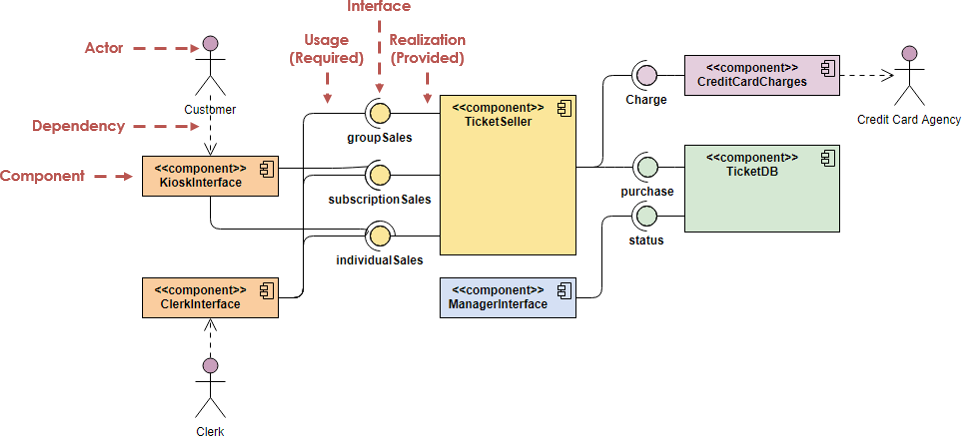 Interface
Usage
(Required)
Realization
(Provided)
Actor
Customer
Credit Card Agency
Dependency
Component
<<component>>
KioskInterface
<<component>>
ClerkInterface
Clerk
groupSales
subscriptionSales
individualSales
<<component>>
TicketSeller
<<component>>
ManagerInterface
Charge
purchase
status
<<component>>
CreditCardCharges
<<component>>
TicketDB